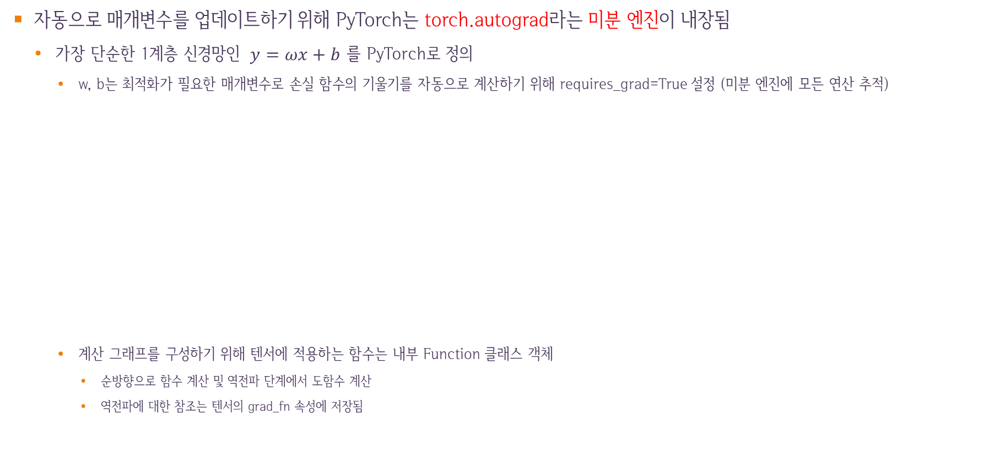 자동으로 매개변수를 업데이트하기 위해 PyTorch는 torch.autograd라는 미분 엔진이 내장됨
가장 단순한 1계층 신경망인 y = ωx + b 를 PyTorch로 정의
w, b는 최적화가 필요한 매개변수로 손실 함수의 기울기를 자동으로 계산하기 위해 requires_grad=True 설정 (미분 엔진에 모든 연산 추적)
계산 그래프를 구성하기 위해 텐서에 적용하는 함수는 내부 Function 클래스 객체
순방향으로 함수 계산 및 역전파 단계에서 도함수 계산
역전파에 대한 참조는 텐서의 grad_fn 속성에 저장됨